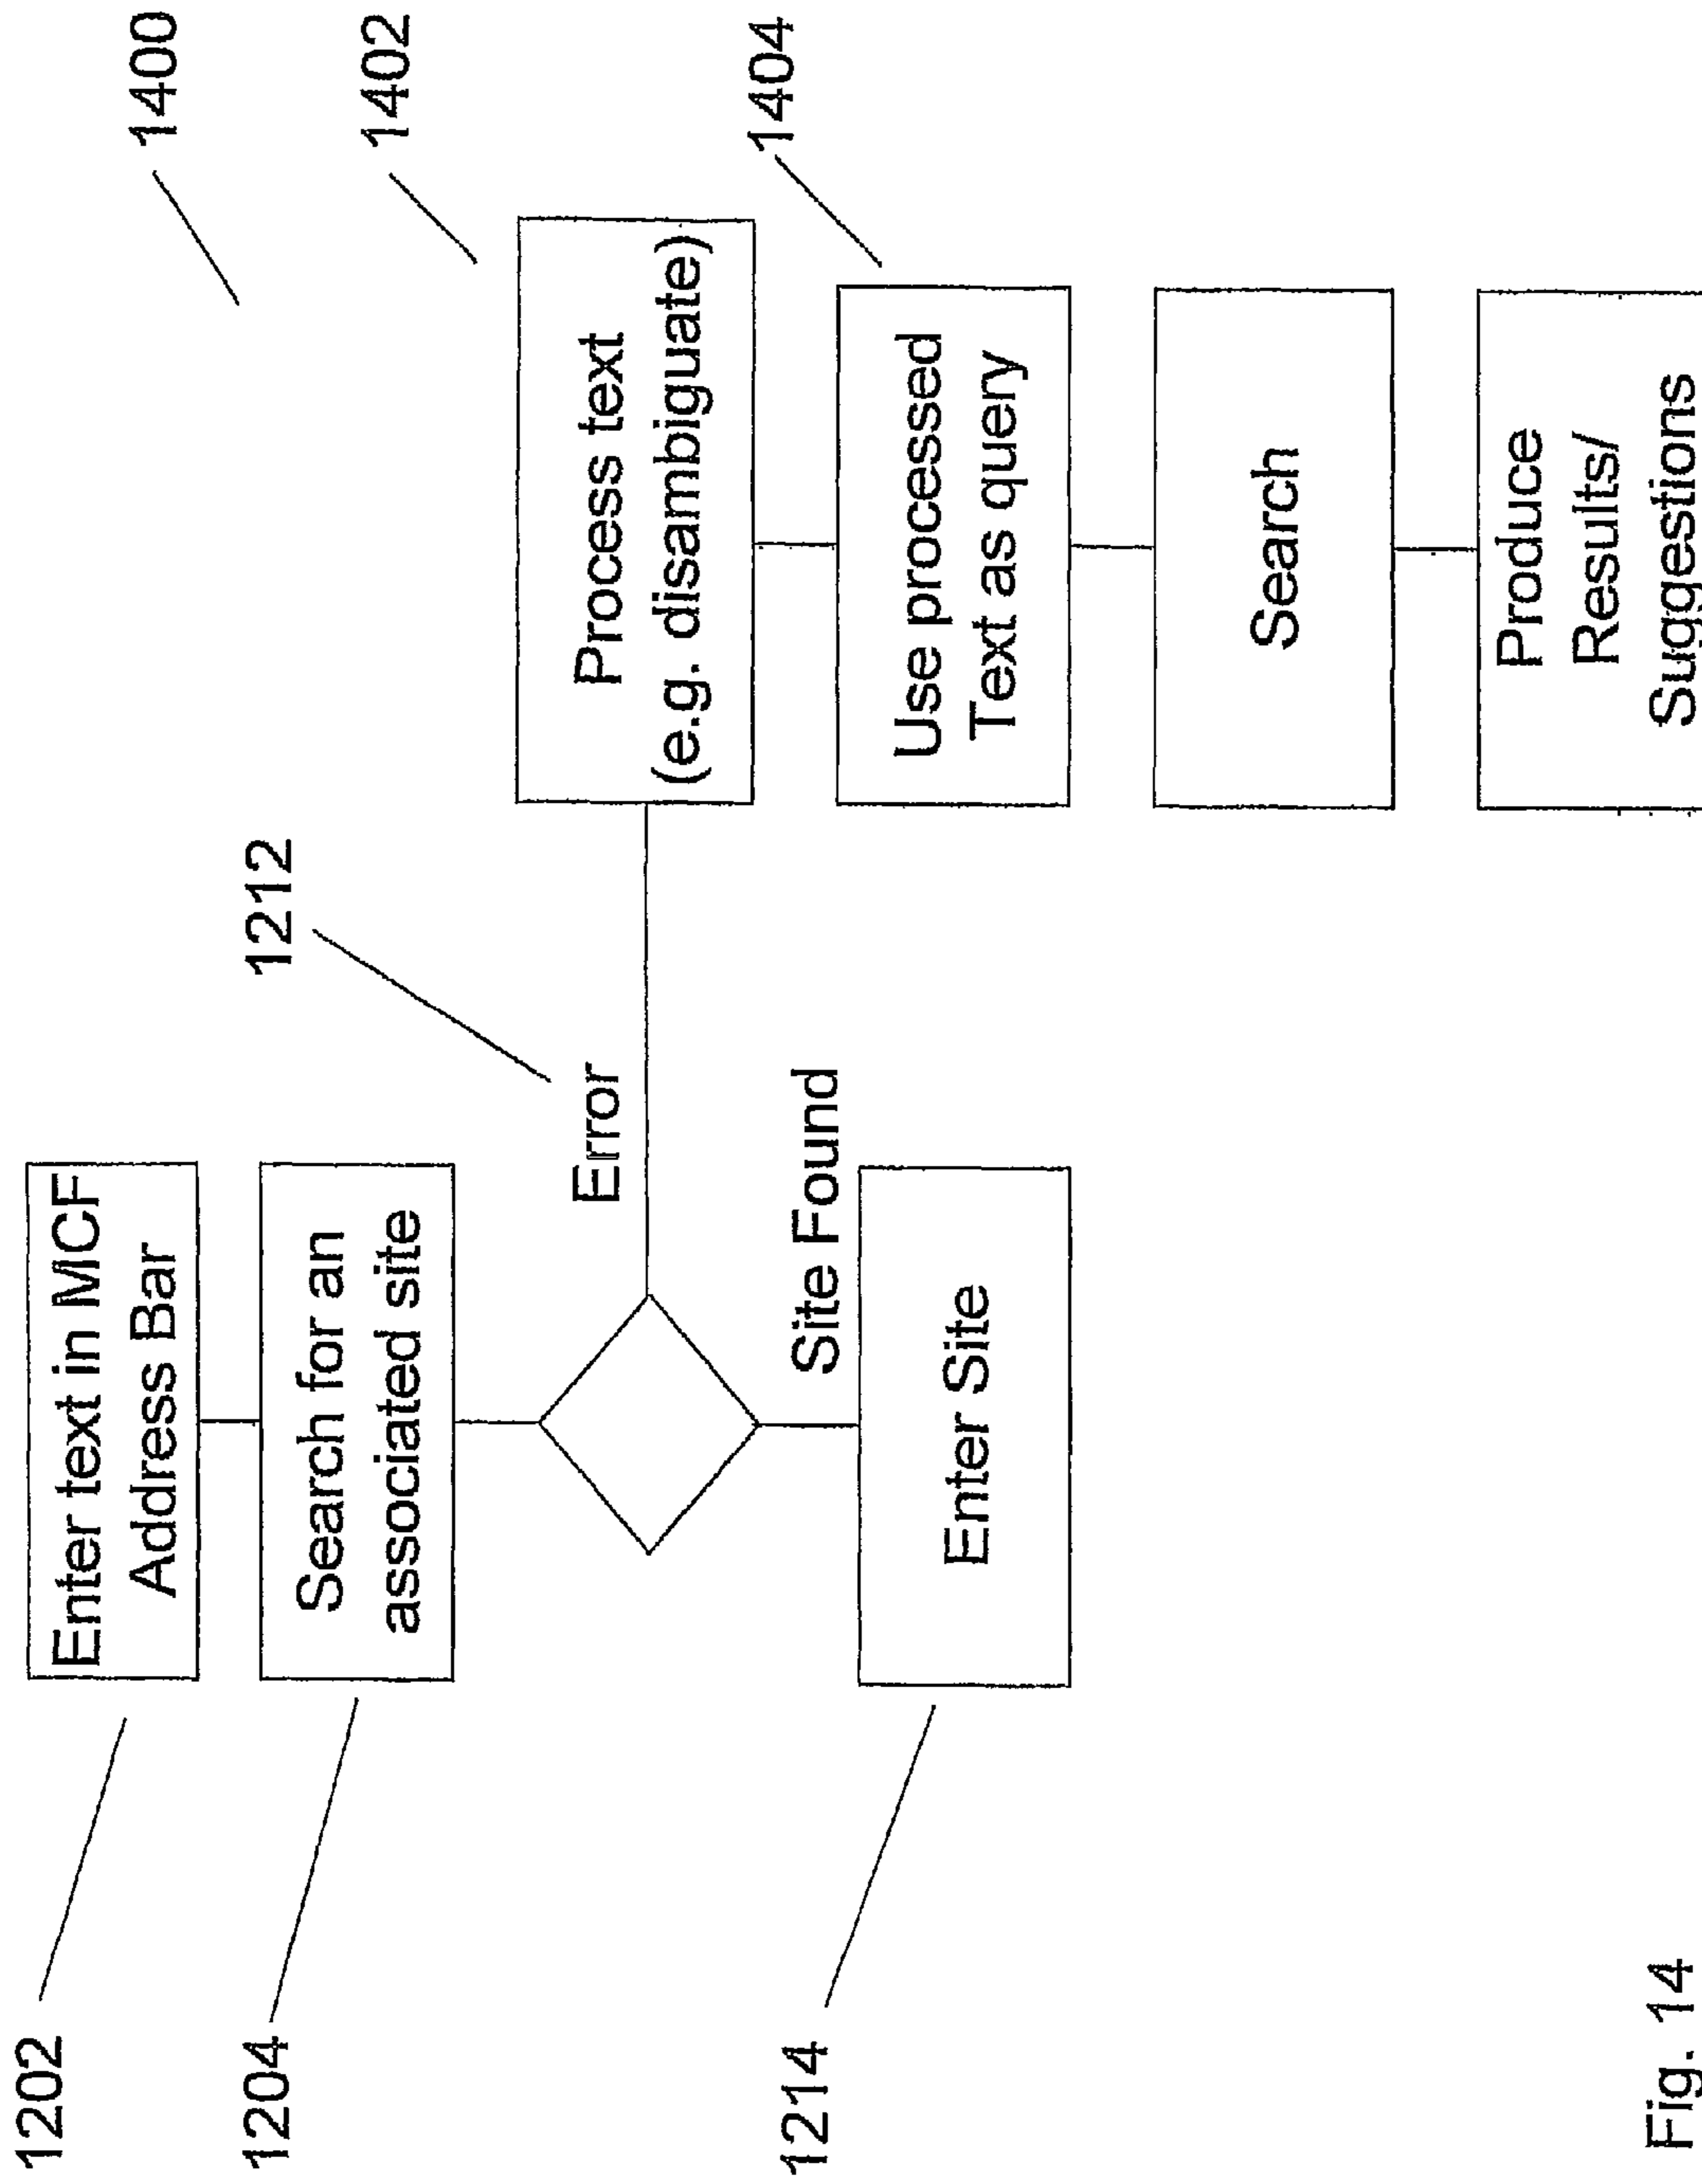 1400
1202
Enter text in MCF
Address Bar
1204
Search for an
associated site
1212
Error
1402
Process text
(e.g. disambiguate)
1404
Use processed
Text as query
Site Found
1214
Enter Site
Search
Produce
Results/
Suggestions
Fig. 14